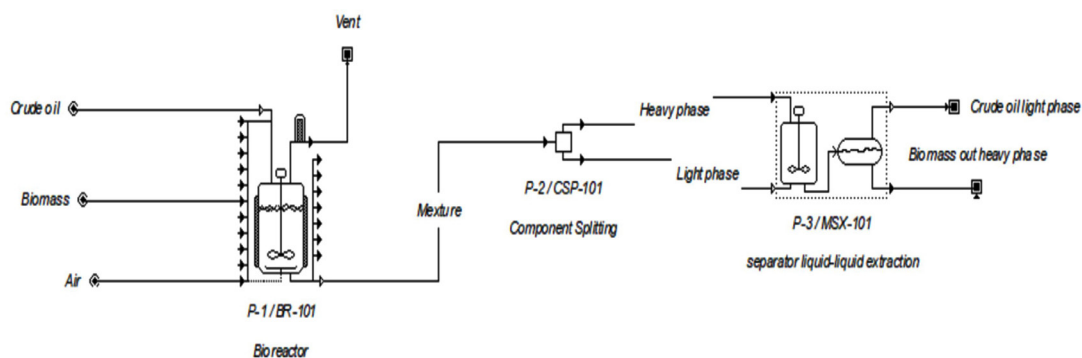 Vent
Crude oil
Biomass
Air
P-1 / BR-101
Bioreactor
Mexture
Heavy phase
Light phase
P-2 / CSP-101
Component Splitting
Crude oil light phase
Biomass out heavy phase
P-3 / MSX-101
separator liquid-liquid extraction